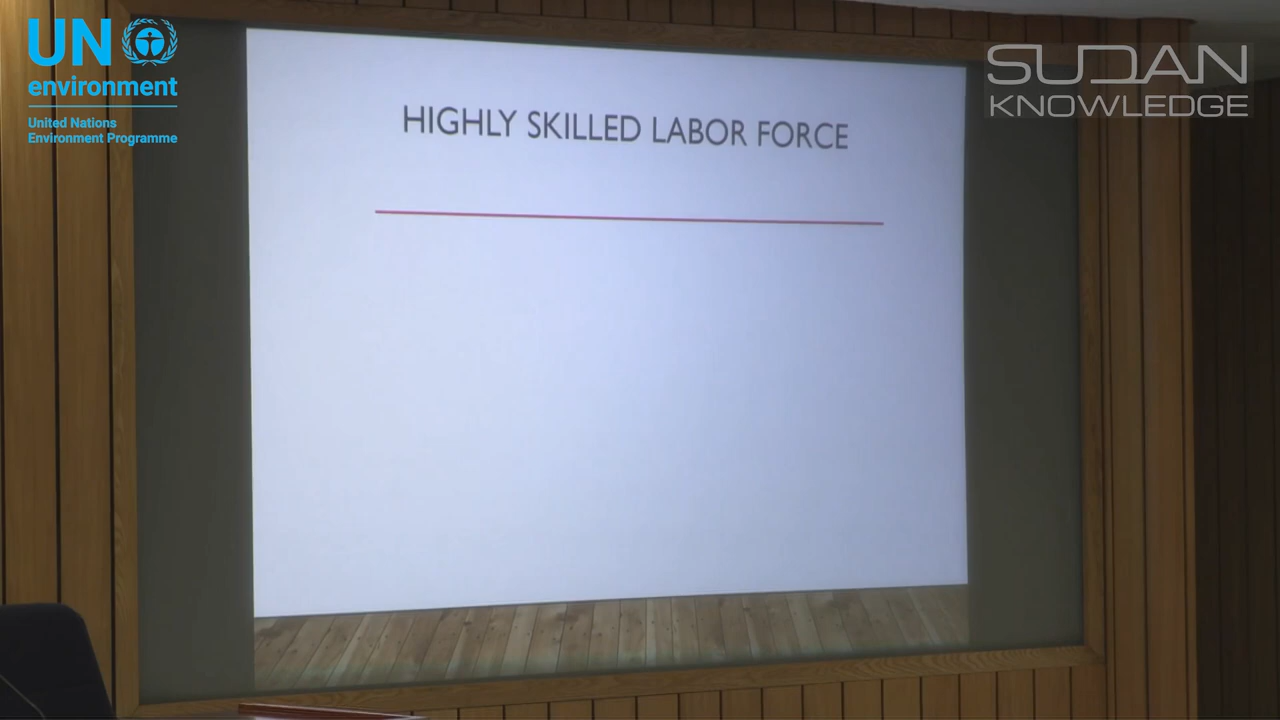 UN
environment
United Nations
Environment Programme
SUDAN
KNOWLEDGE
HIGHLY SKILLED LABOR FORCE